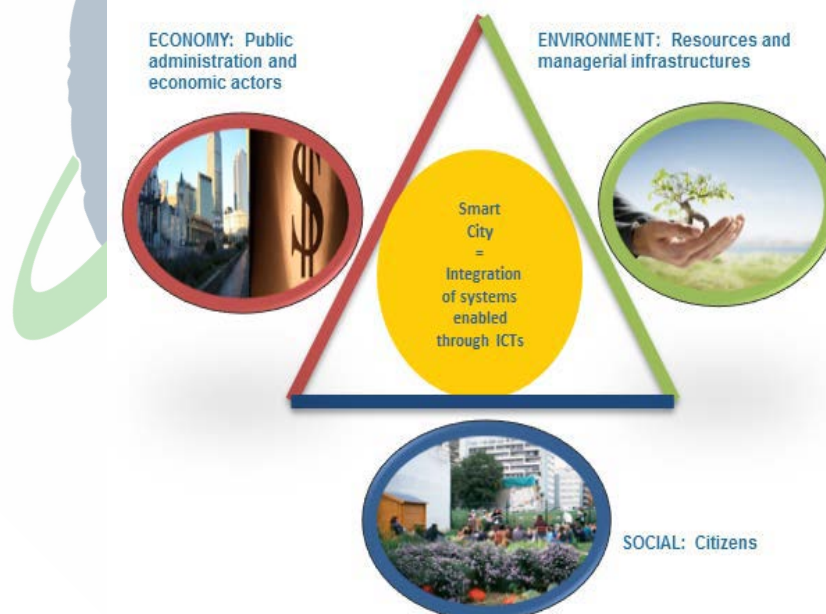 ECONOMY: Public
administration and
economic actors
ENVIRONMENT: Resources and
managerial infrastructures
Smart
City
=
Integration
of systems
enabled
through ICTs
SOCIAL: Citizens